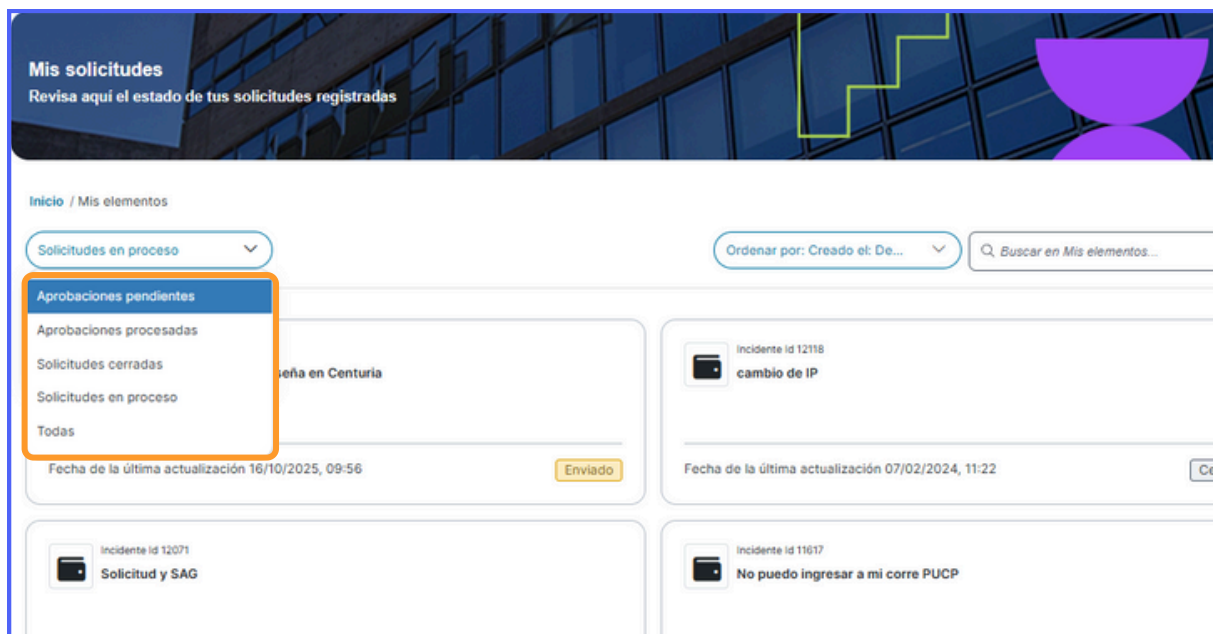 Mis solicitudes
Revisa aquí el estado de tus solicitudes registradas
Inicio / Mis elementos
Solicitudes en proceso
Ordenar por: Creado el: De...
Buscar en Mis elementos...
Aprobaciones pendientes
Aprobaciones procesadas
Solicitudes cerradas
Solicitudes en proceso
Todas
en Centuria
Fecha de la última actualización 16/10/2025, 09:56
Enviado
Incidente Id 12118
cambio de IP
Fecha de la última actualización 07/02/2024, 11:22
Incidente Id 12071
Solicitud y SAG
Incidente Id 11617
No puedo ingresar a mi corre PUCP